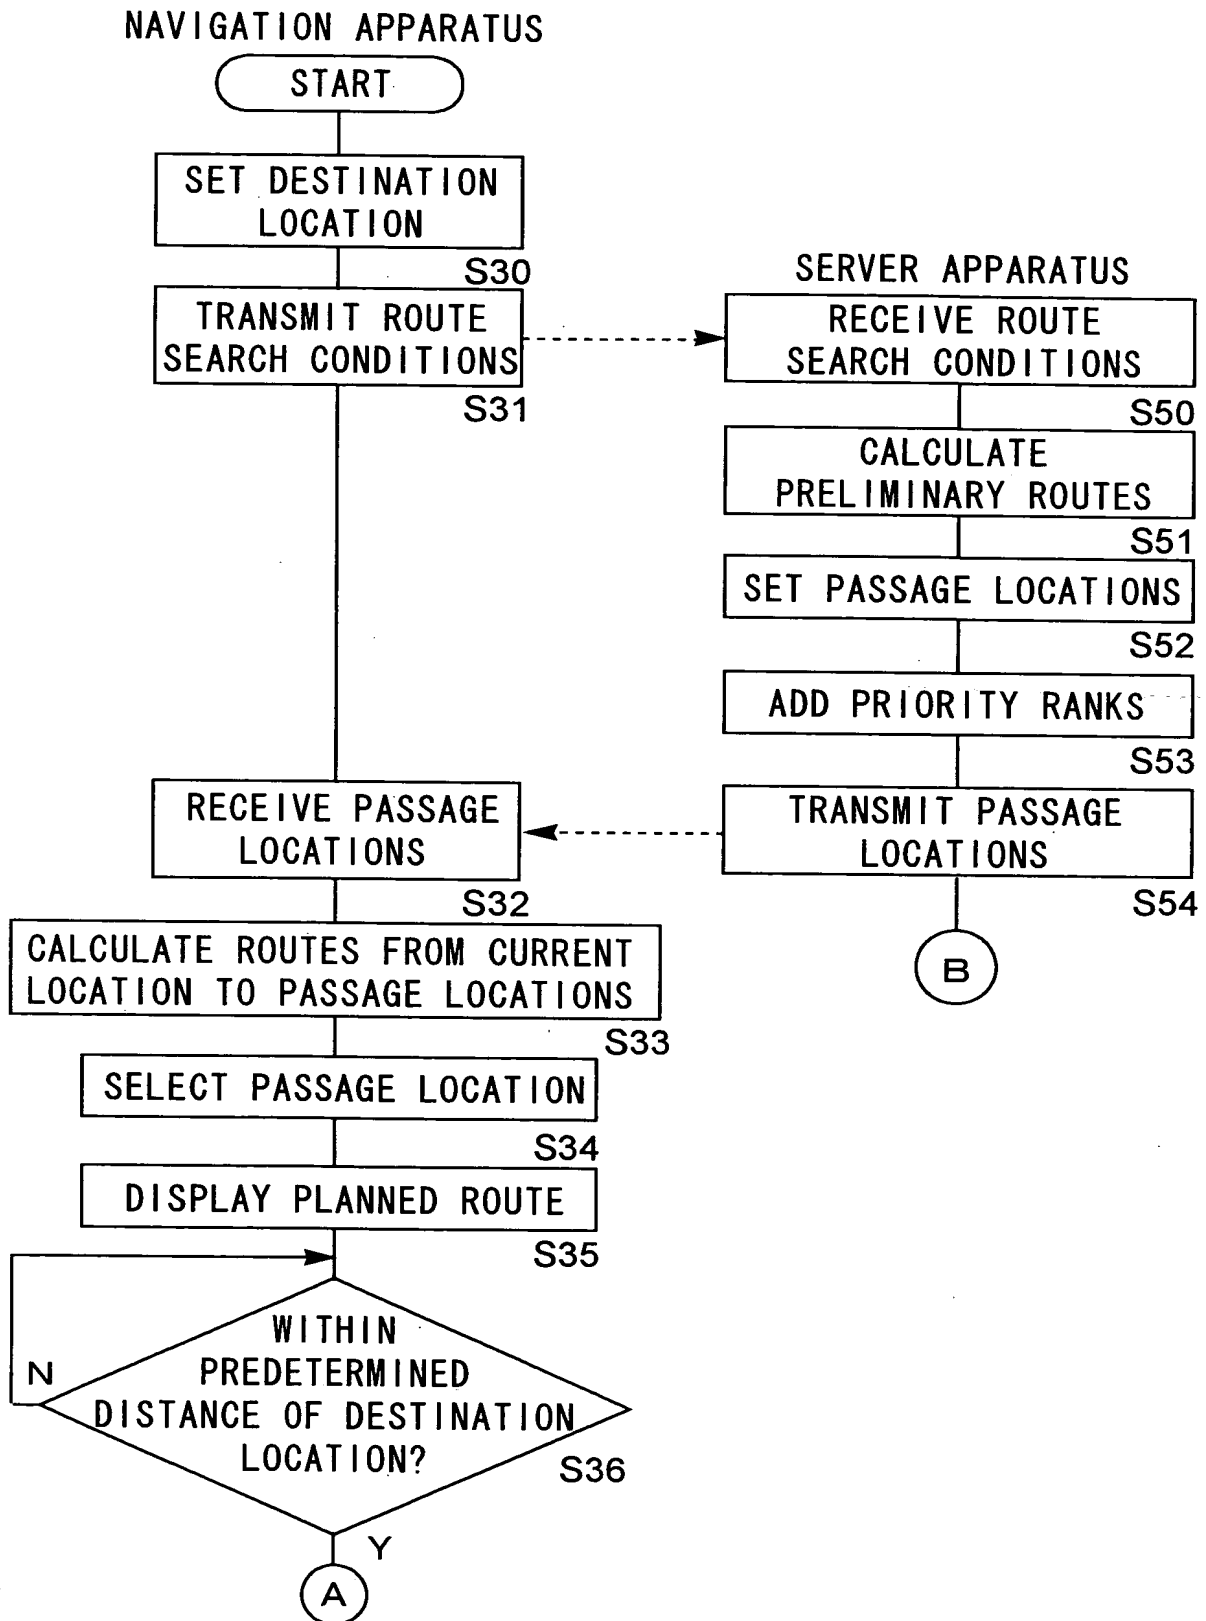 NAVIGATION APPARATUS
START
SET DESTINATION
LOCATION
S30
TRANSMIT ROUTE
SEARCH CONDITIONS
S31
SERVER APPARATUS
RECEIVE ROUTE
SEARCH CONDITIONS
S50
CALCULATE
PRELIMINARY ROUTES
S51
SET PASSAGE LOCATIONS
S52
ADD PRIORITY RANKS
S53
TRANSMIT PASSAGE
LOCATIONS
S54
B
RECEIVE PASSAGE
LOCATIONS
S32
CALCULATE ROUTES FROM CURRENT
LOCATION TO PASSAGE LOCATIONS
S33
SELECT PASSAGE LOCATION
S34
DISPLAY PLANNED ROUTE
S35
WITHIN
PREDETERMINED
DISTANCE OF DESTINATION
LOCATION?
N
S36
Y
A